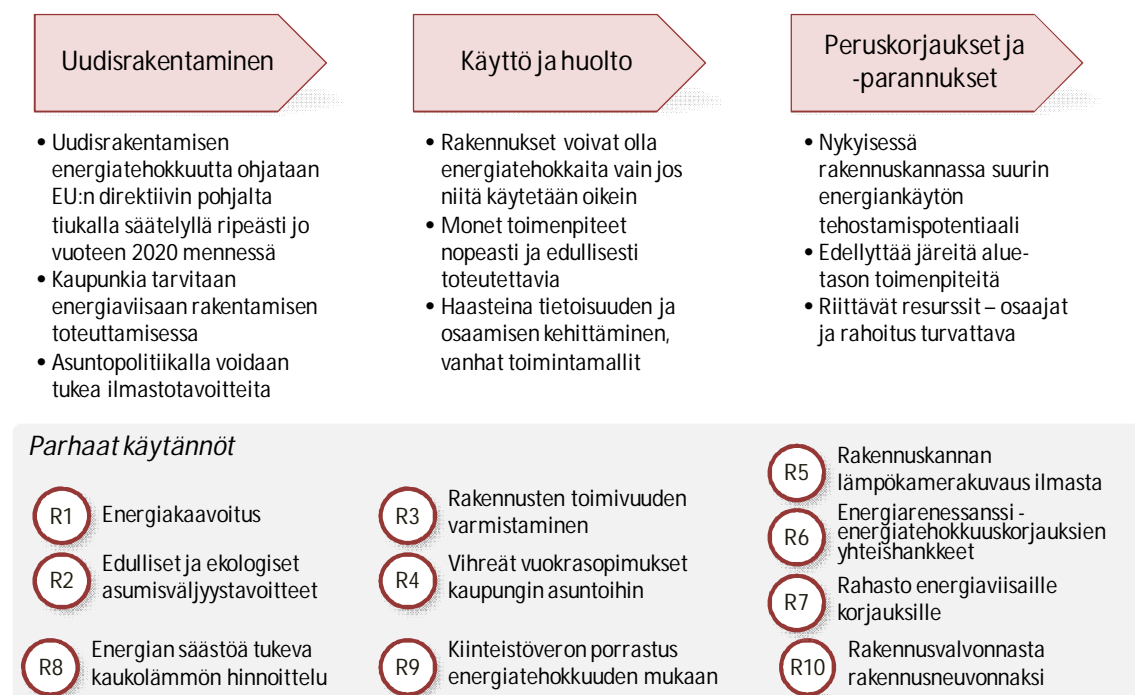 Uudisrakentaminen
• Uudisrakentamisen
energiatehokkuutta ohjataan
EU:n direktiivin pohjalta
tiukalla säätelyllä ripeästi jo
vuoteen 2020 mennessä
• Kaupunkia tarvitaan
energiaviisaan rakentamisen
toteuttamisessa
• Asuntopolitiikalla voidaan
tukea ilmastotavoitteita
Käyttö ja huolto
• Rakennukset voivat olla
energiatehokkaita vain jos
niitä käytetään oikein
• Monet toimenpiteet
nopeasti ja edullisesti
toteutettavia
• Haasteina tietoisuuden ja
osaamisen kehittäminen,
vanhat toimintamallit
Peruskorjaukset ja
-parannukset
• Nykyisessä
rakennuskannassa suurin
energiankäytön
tehostamispotentiaali
• Edellyttää järeitä alue-
tason toimenpiteitä
• Riittävät resurssit – osaajat
ja rahoitus turvattava
Parhaat käytännöt
R1 Energiakaavoitus
R2 Edulliset ja ekologiset
asumisväljyystavoitteet
R8 Energian säästöä tukeva
kaukolämmön hinnoittelu
R3 Rakennusten toimivuuden
varmistaminen
R4 Vihreät vuokrasopimukset
kaupungin asuntoihin
R9 Kiinteistöveron porrastus
energiatehokkuuden mukaan
R5 Rakennuskannan
lämpökamerakuvaus ilmasta
R6 Energiarenessanssi -
energiatehokkuuskorjauksien
yhteishankkeet
R7 Rahasto energiaviisaille
korjauksille
R10 Rakennusvalvonnasta
rakennusneuvonnaksi